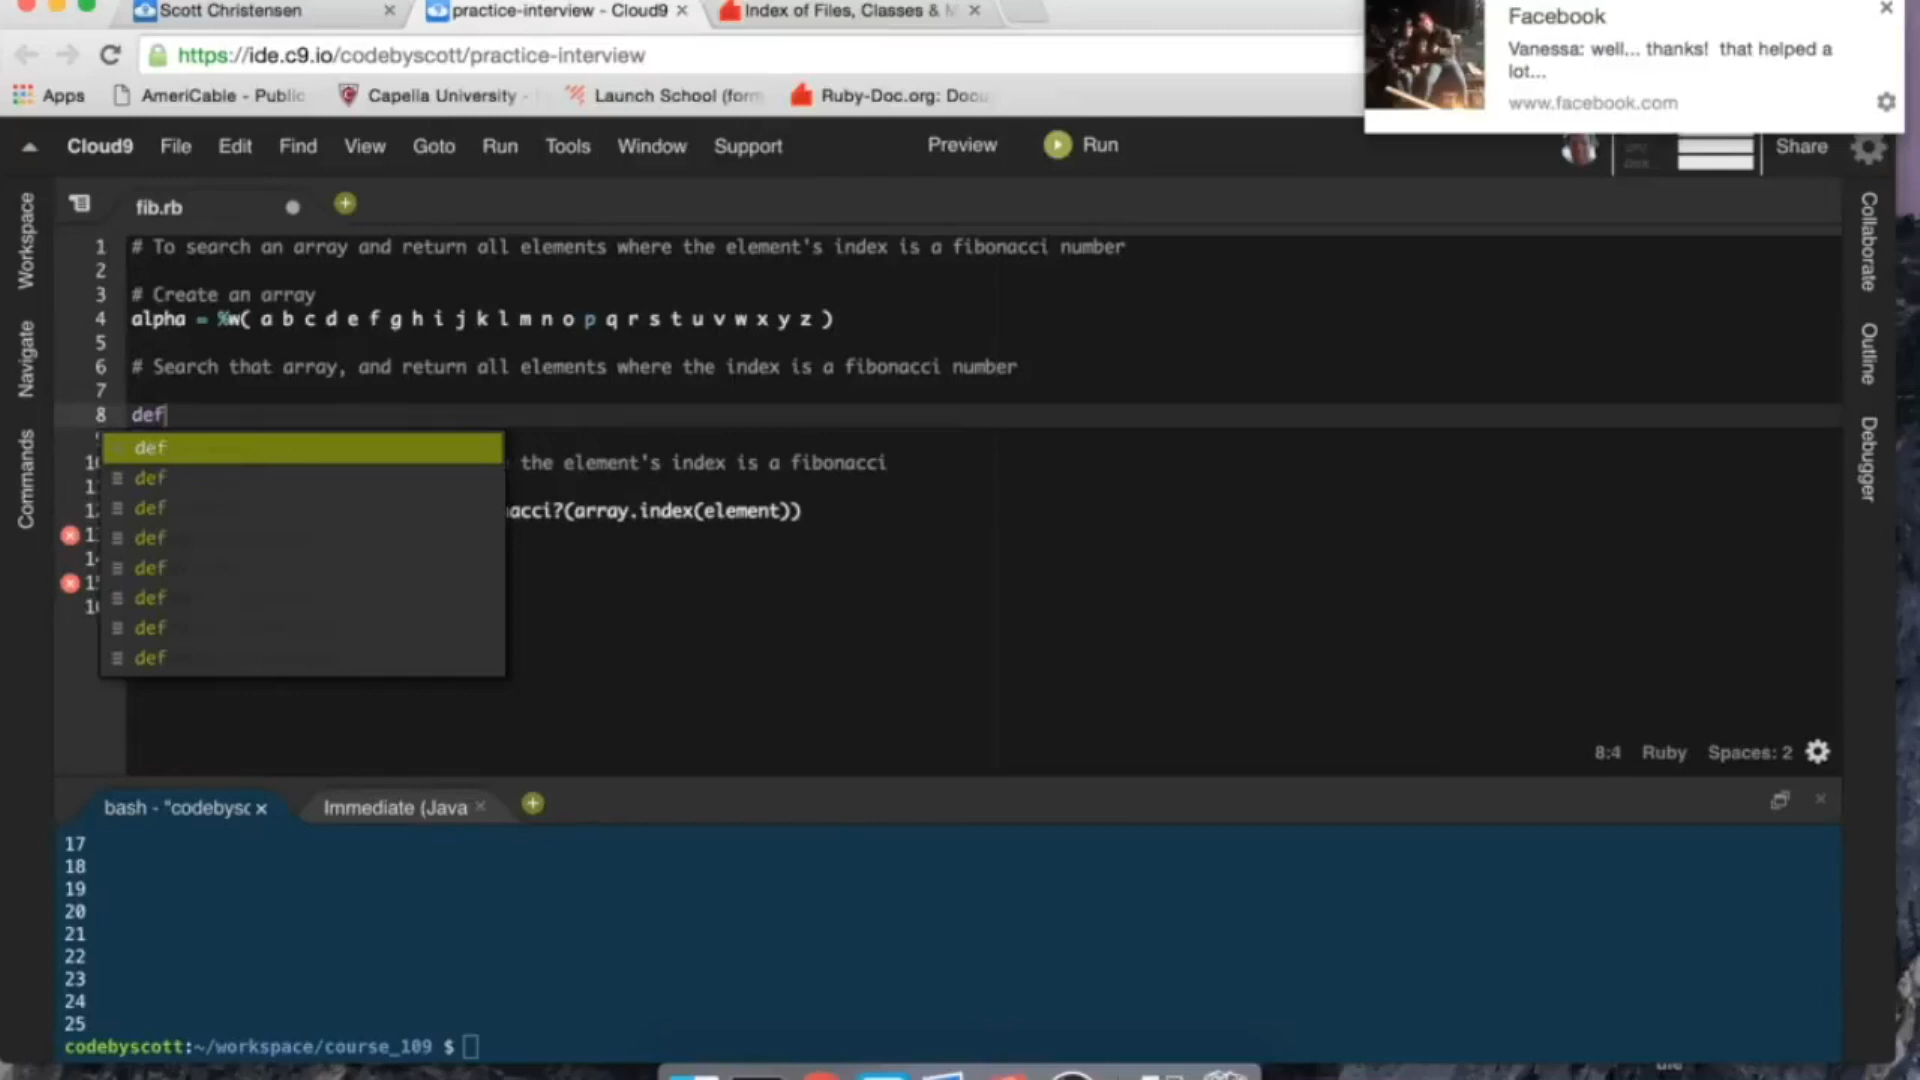 Scott Christensen
practice-interview - Cloud9
Index of Files, Classes & M
https://ide.c9.io/codebyscott/practice-interview
Apps
AmeriCable - Public
Capella University -
Launch School (form
Ruby-Doc.org: Docu
Facebook
Vanessa: well... thanks! that helped a
lot...
www.facebook.com
Cloud9 File Edit Find View Goto Run Tools Window Support Preview Run Share
Workspace
Navigate
Commands
Collaborate
Outline
Debugger
fib.rb
1 # To search an array and return all elements where the element's index is a fibonacci number
2
3 # Create an array
4 alpha = %w( a b c d e f g h i j k l m n o p q r s t u v w x y z )
5
6 # Search that array, and return all elements where the index is a fibonacci number
7
8 def
def
def
def
def
def
def
def
def
the element's index is a fibonacci
acci?(array.index(element))
8:4 Ruby Spaces: 2
bash - "codebysc
Immediate (Java
17
18
19
20
21
22
23
24
25
codebyscott:~/workspace/course_109 $